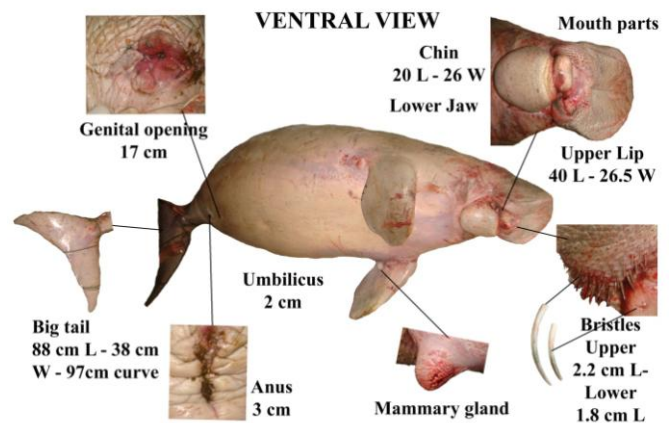 VENTRAL VIEW
Mouth parts
Chin
20 L - 26 W
Lower Jaw
Upper Lip
40 L - 26.5 W
Genital opening
17 cm
Umbilicus
2 cm
Big tail
88 cm L - 38 cm
W - 97cm curve
Anus
3 cm
Mammary gland
Bristles
Upper
2.2 cm L-
Lower
1.8 cm L